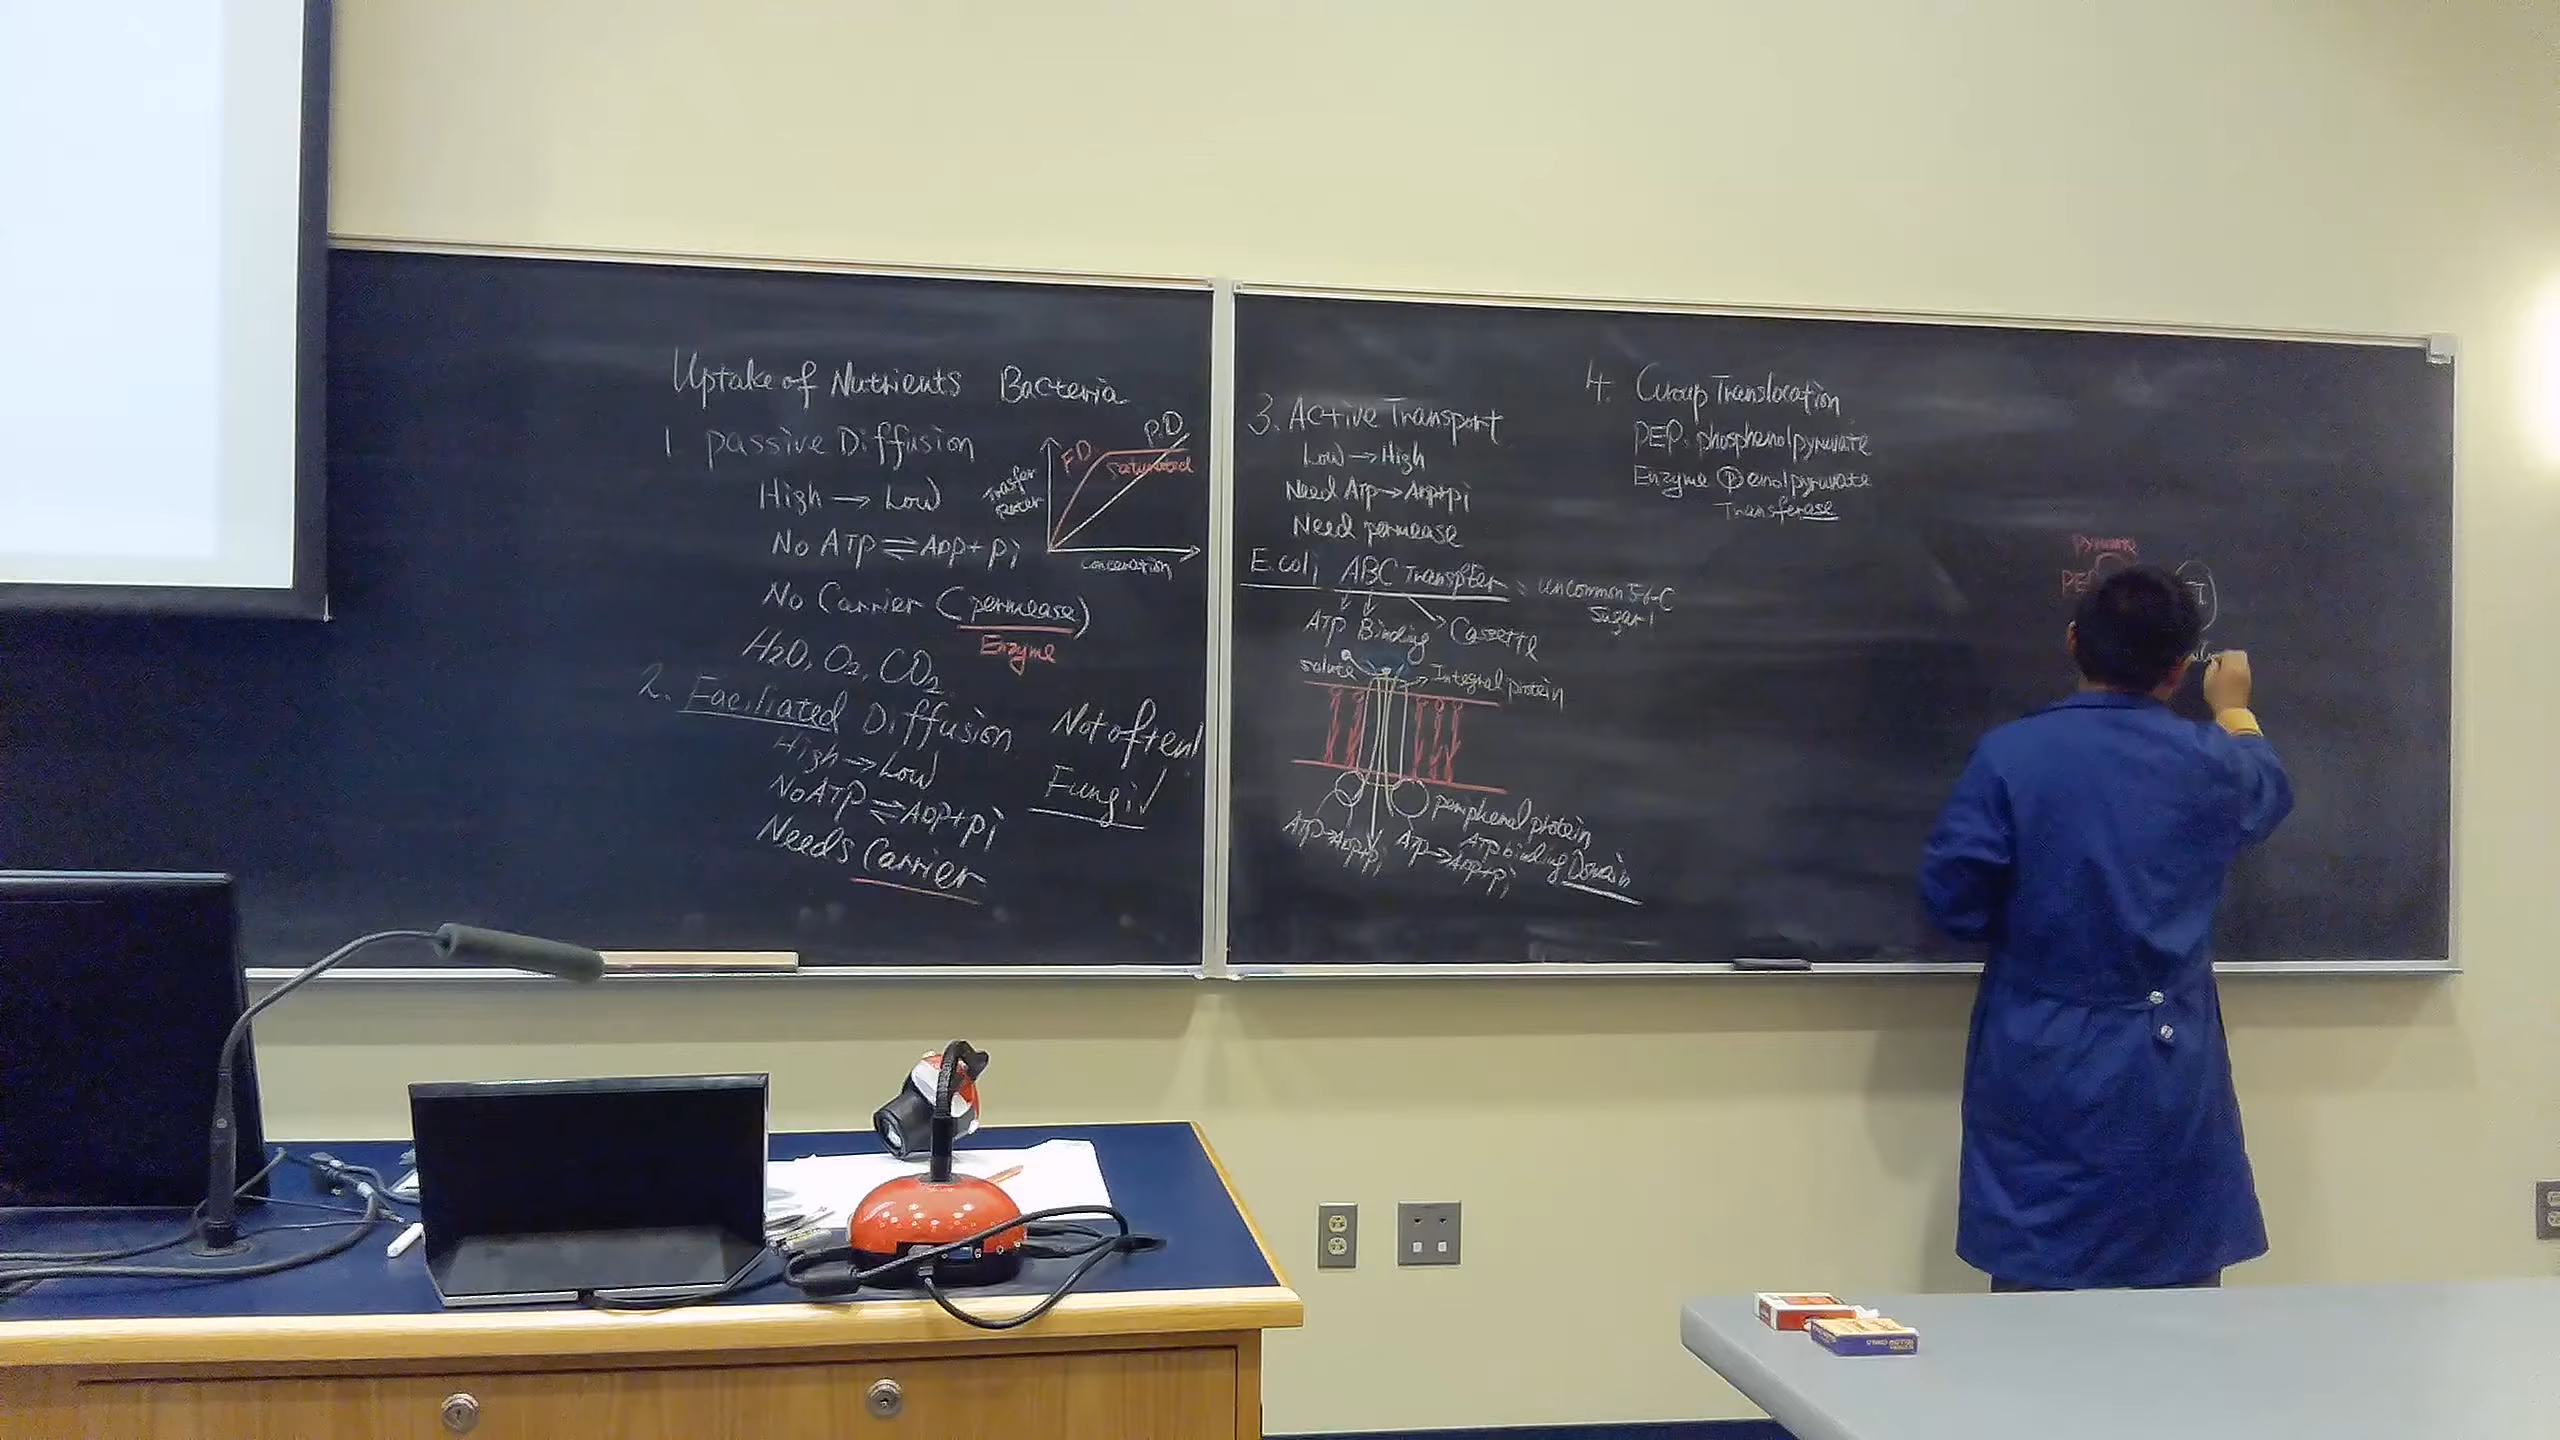 Uptake of Nutrients Bacteria
1. passive Diffusion
High → Low
No ATP ⇌ ADP + pi
No Carrier (permease)
Enzyme
H2O, O2, CO2
P.D
F.D.
Saturated
Concenration
2. Faciliated Diffusion
High → Low
No ATP ⇌ ADP + pi
Needs Carrier
Not often!
Fungi ✓
3. Active Transport
Low → High
Need ATP → ADP+pi
Need permease
E.coli ABC Transpter : uncommon 5-6-C
Sugar!
ATP Binding Cassette
solute
Integral protein
peripheral protein
ATP → ADP+pi
ATP → ADP+pi
ATP binding Domain
4. Group Translocation
PEP: phosphenolpyruvate
Enzyme Ⓟ enolpyruvate
Transferase
pyruvate
PEP
I